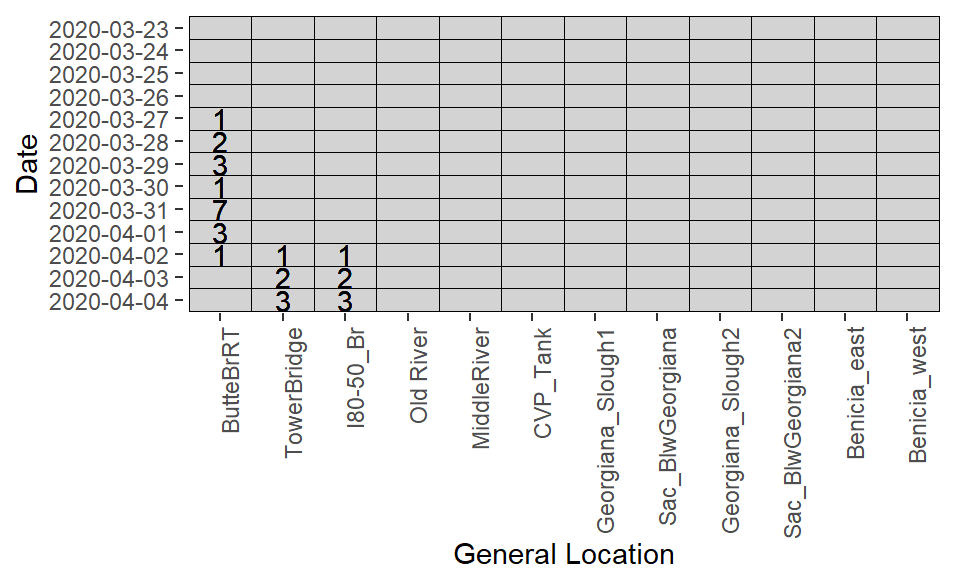 Date
2020-03-23
2020-03-24
2020-03-25
2020-03-26
2020-03-27 1
2020-03-28 2
2020-03-29 3
2020-03-30 1
2020-03-31 7
2020-04-01 3
2020-04-02 1 1 1
2020-04-03 2 2
2020-04-04 3 3
ButteBrRT
TowerBridge
I80-50_Br
Old River
MiddleRiver
CVP_Tank
Georgiana_Slough1
Sac_BlwGeorgiana
Georgiana_Slough2
Sac_BlwGeorgiana2
Benicia_east
Benicia_west
General Location